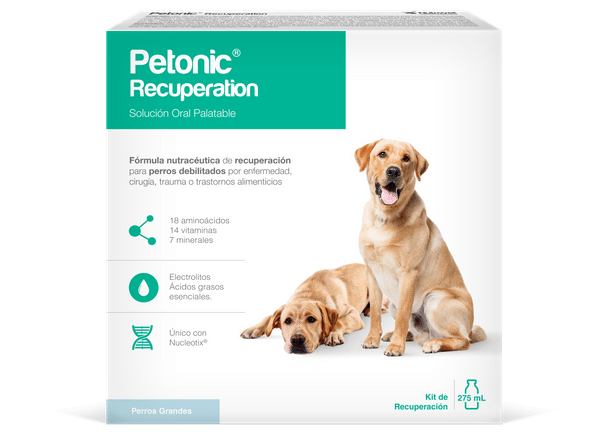 Petonic®
Recuperation
Solución Oral Palatable
Fórmula nutracéutica de recuperación
para perros debilitados por enfermedad,
cirugía, trauma o trastornos alimenticios
18 aminoácidos
14 vitaminas
7 minerales
Electrolitos
Ácidos grasos
esenciales.
Único con
Nucleotix®
Perros Grandes
Kit de
Recuperación
275 mL